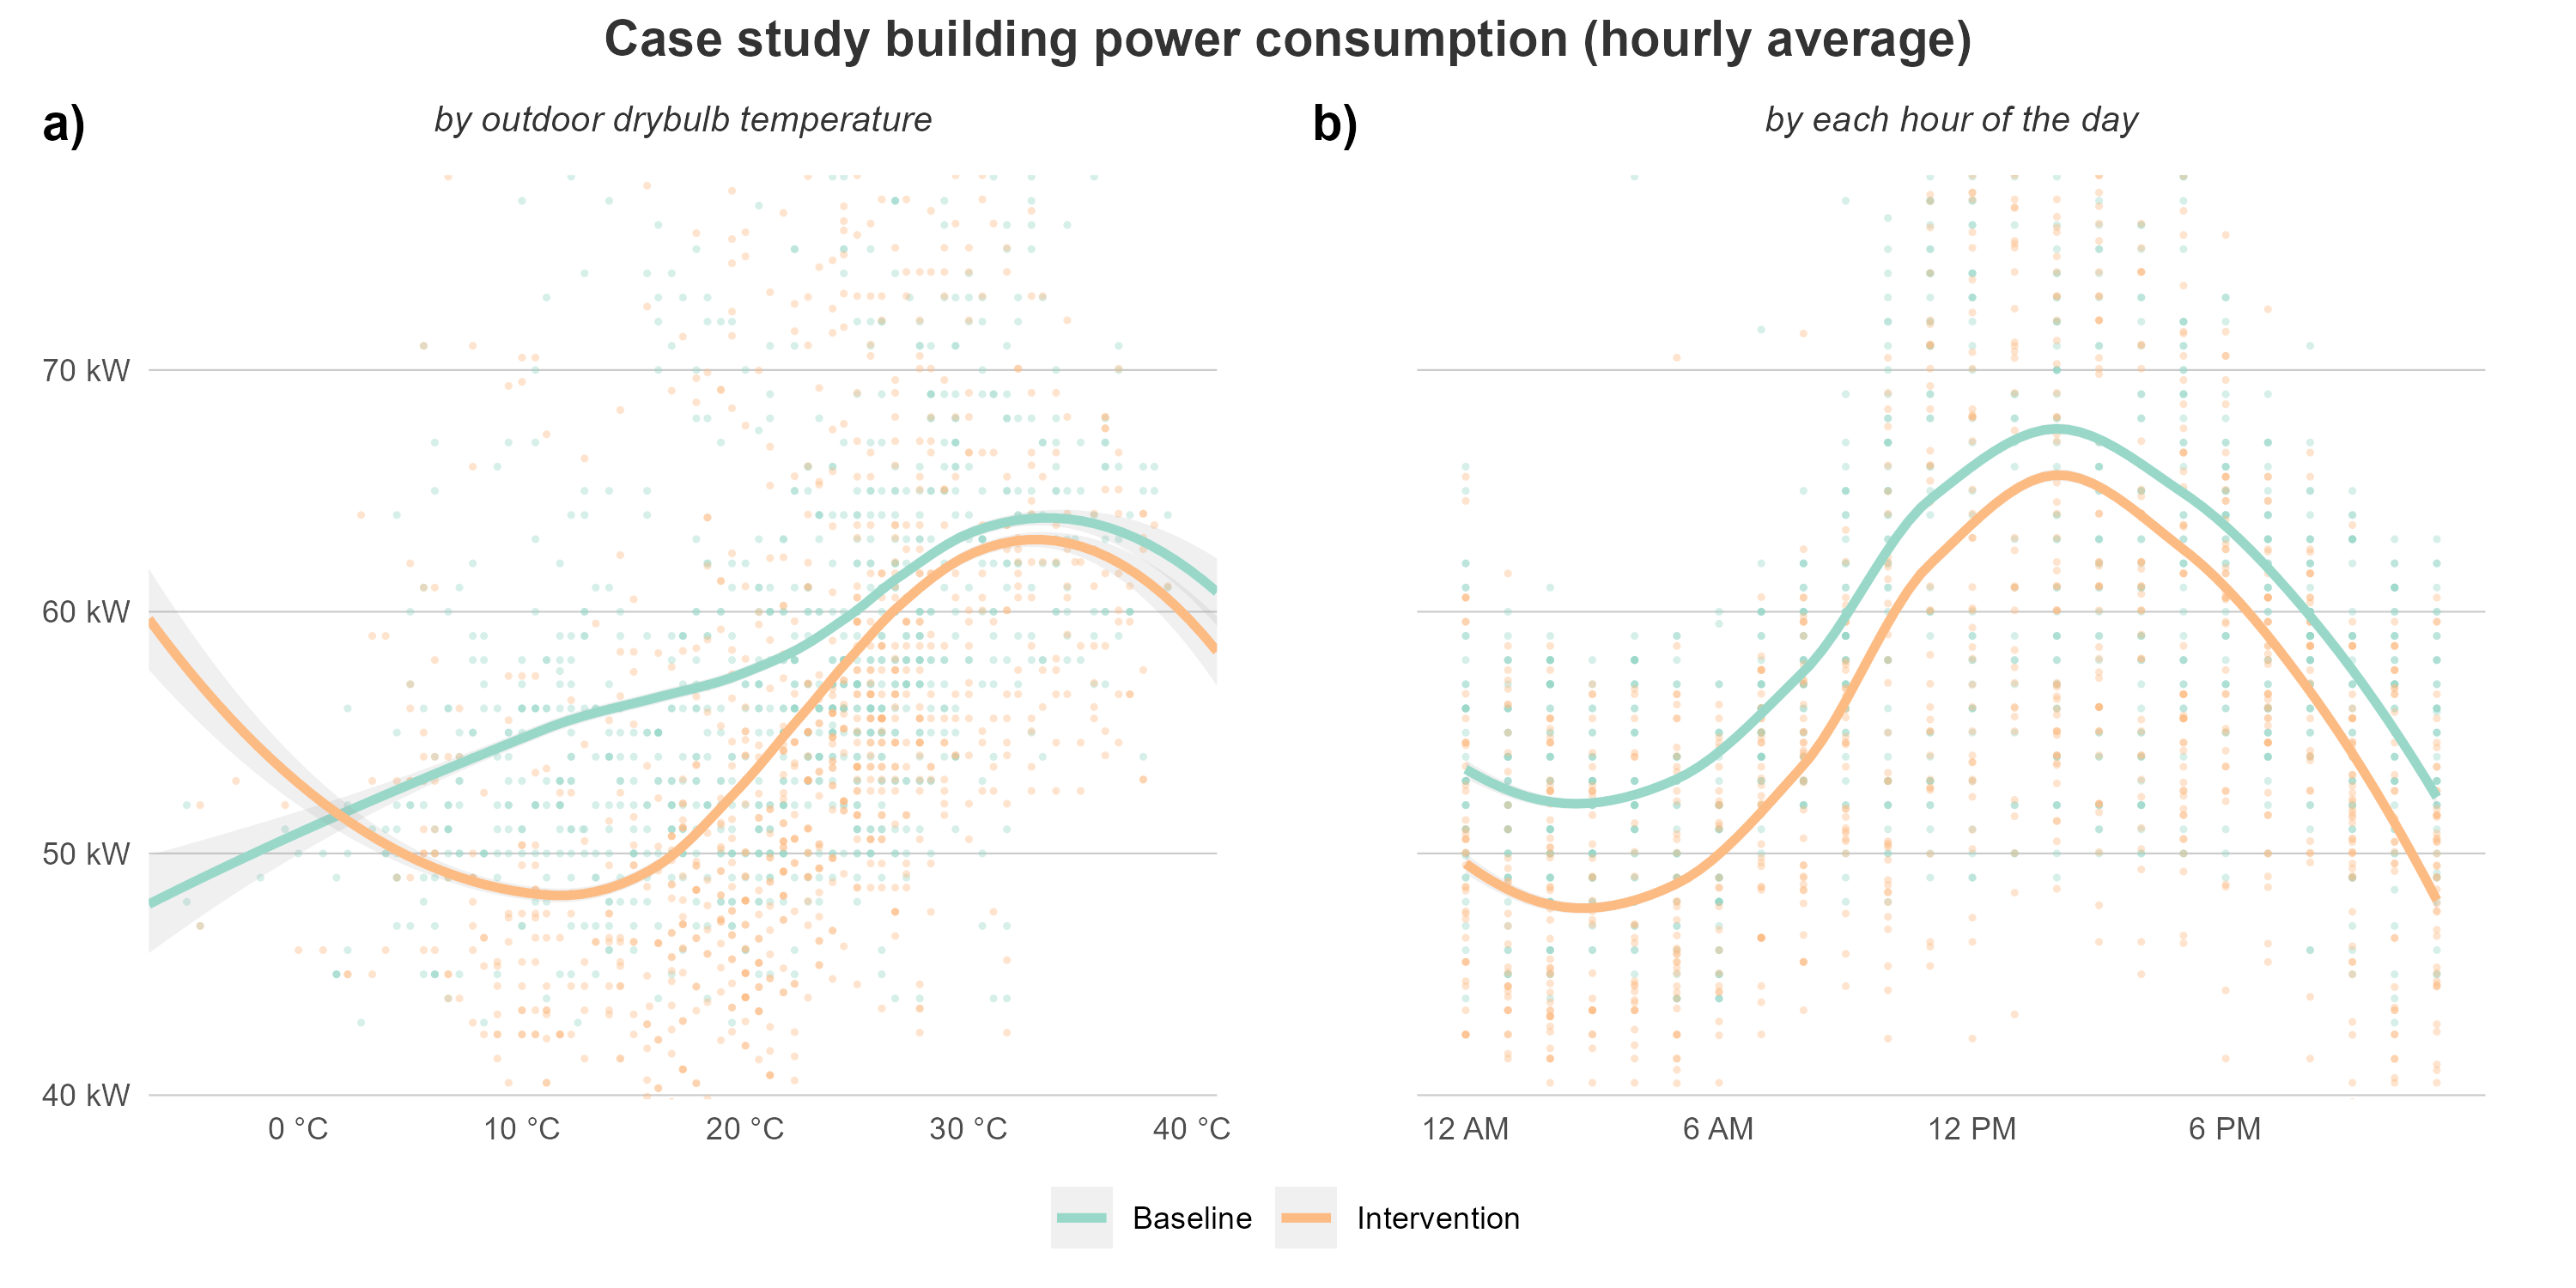 Case study building power consumption (hourly average)
a)
by outdoor drybulb temperature
70 kW
60 kW
50 kW
40 kW
0 °C
10 °C
20 °C
30 °C
40 °C
b)
by each hour of the day
12 AM
6 AM
12 PM
6 PM
Baseline
Intervention